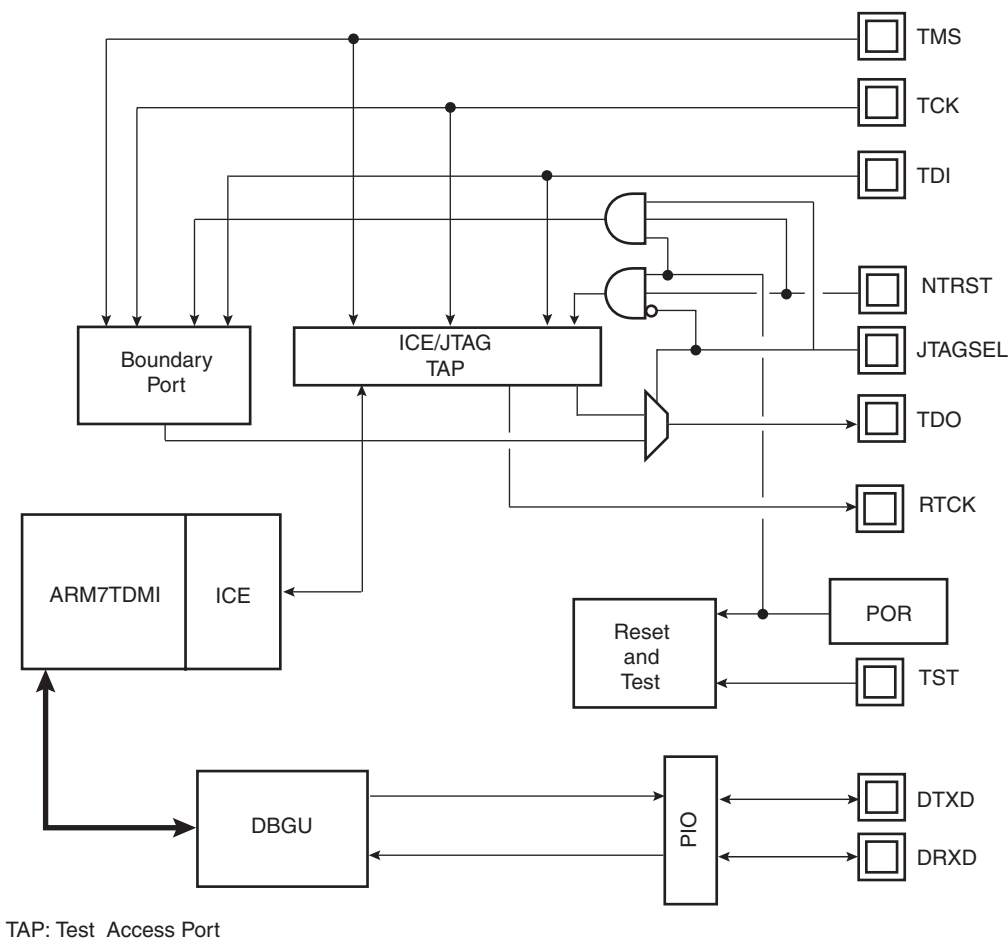 TMS
TCK
TDI
NTRST
JTAGSEL
Boundary
Port
ICE/JTAG
TAP
TDO
RTCK
ARM7TDMI
ICE
POR
Reset
and
Test
TST
DBGU
PIO
DTXD
DRXD
TAP: Test Access Port